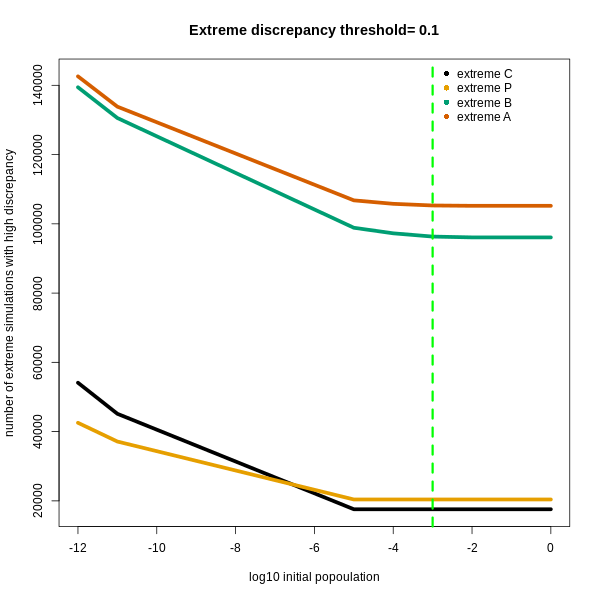 Extreme discrepancy threshold= 0.1
extreme C
extreme P
extreme B
extreme A
number of extreme simulations with high discrepancy
140000
120000
100000
80000
60000
40000
20000
-12 -10 -8 -6 -4 -2 0
log10 initial popoulation